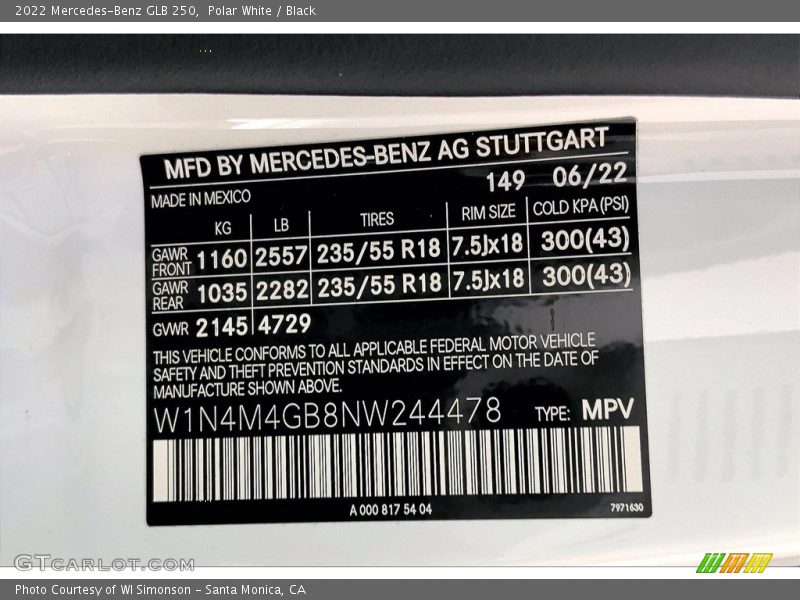 2022 Mercedes-Benz GLB 250,  Polar White / Black
MFD BY MERCEDES-BENZ AG STUTTGART
149 06/22
MADE IN MEXICO
KG LB TIRES RIM SIZE COLD KPA (PSI)
GAWR FRONT 1160 2557 235/55 R18 7.5Jx18 300(43)
GAWR REAR 1035 2282 235/55 R18 7.5Jx18 300(43)
GVWR 2145 4729
THIS VEHICLE CONFORMS TO ALL APPLICABLE FEDERAL MOTOR VEHICLE
SAFETY AND THEFT PREVENTION STANDARDS IN EFFECT ON THE DATE OF
MANUFACTURE SHOWN ABOVE.
W1N4M4GB8NW244478 TYPE: MPV
A 000 817 54 04 7971630
GTCARLOT.COM
Photo Courtesy of WI Simonson - Santa Monica, CA